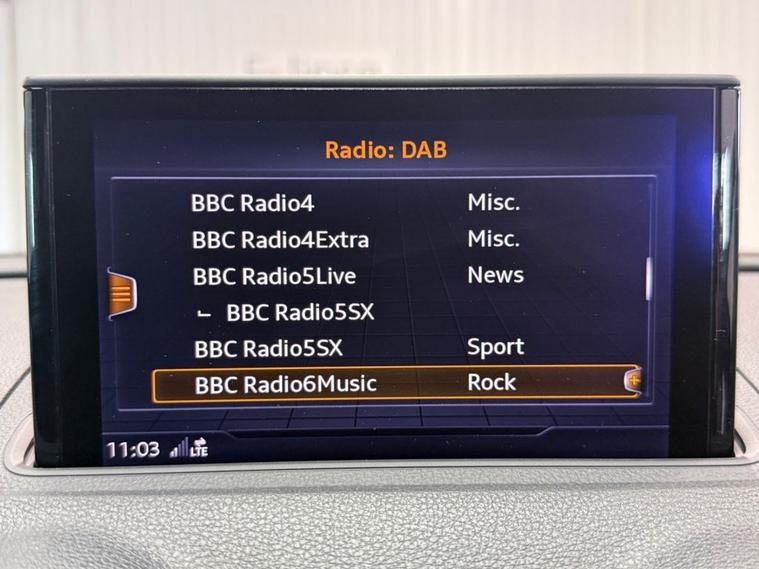 Radio: DAB
BBC Radio4 Misc.
BBC Radio4Extra Misc.
BBC Radio5Live News
BBC Radio5SX
BBC Radio5SX Sport
BBC Radio6Music Rock
11:03 LTE